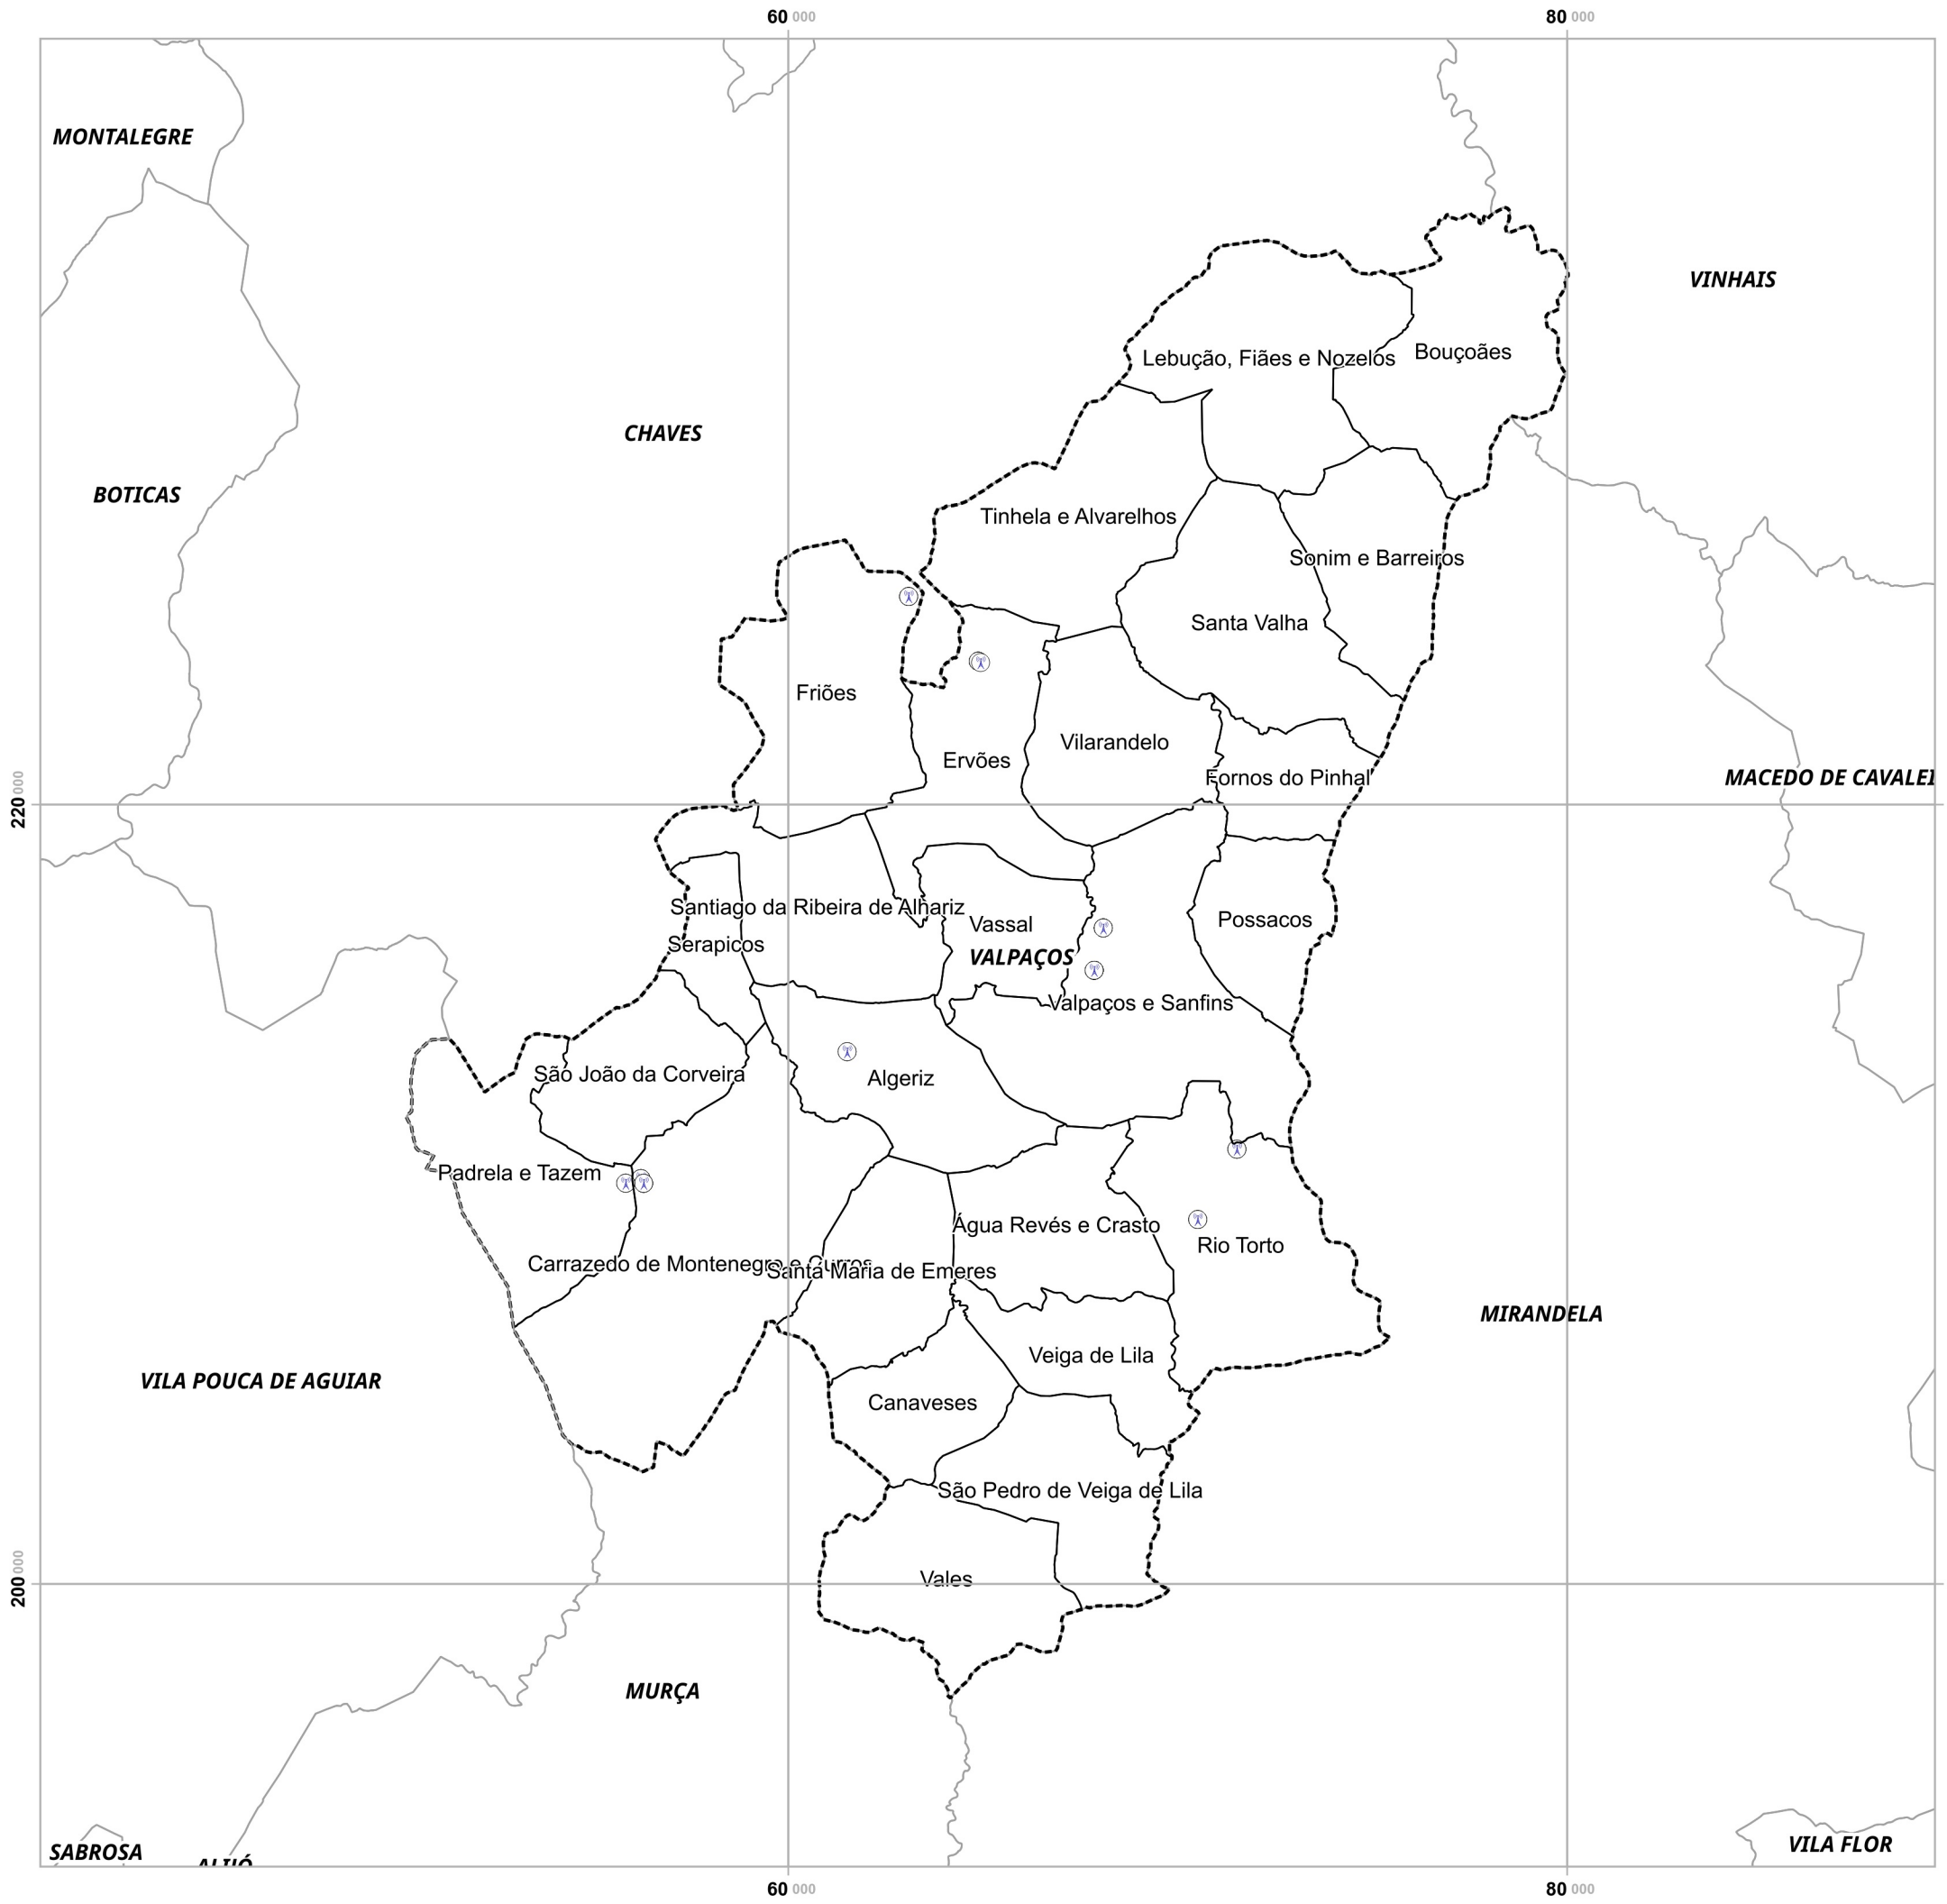 60 000
80 000
MONTALEGRE
VINHAIS
Lebução, Fiães e Nozelos
Bouçoães
CHAVES
BOTICAS
Tinhela e Alvarelhos
Sonim e Barreiros
Santa Valha
Friões
Vilarandelo
Ervões
Fornos do Pinhal
MACEDO DE CAVALEI
220 000
Santiago da Ribeira de Alhariz
Possacos
Vassal
Serapicos
VALPAÇOS
Valpaços e Sanfins
São João da Corveira
Algeriz
Padrela e Tazem
Água Revés e Crasto
Rio Torto
Carrazedo de Montenegro e Curros
Santa Maria de Emeres
MIRANDELA
Veiga de Lila
VILA POUCA DE AGUIAR
Canaveses
São Pedro de Veiga de Lila
Vales
200 000
MURÇA
SABROSA
ALIJÓ
VILA FLOR
60 000
80 000